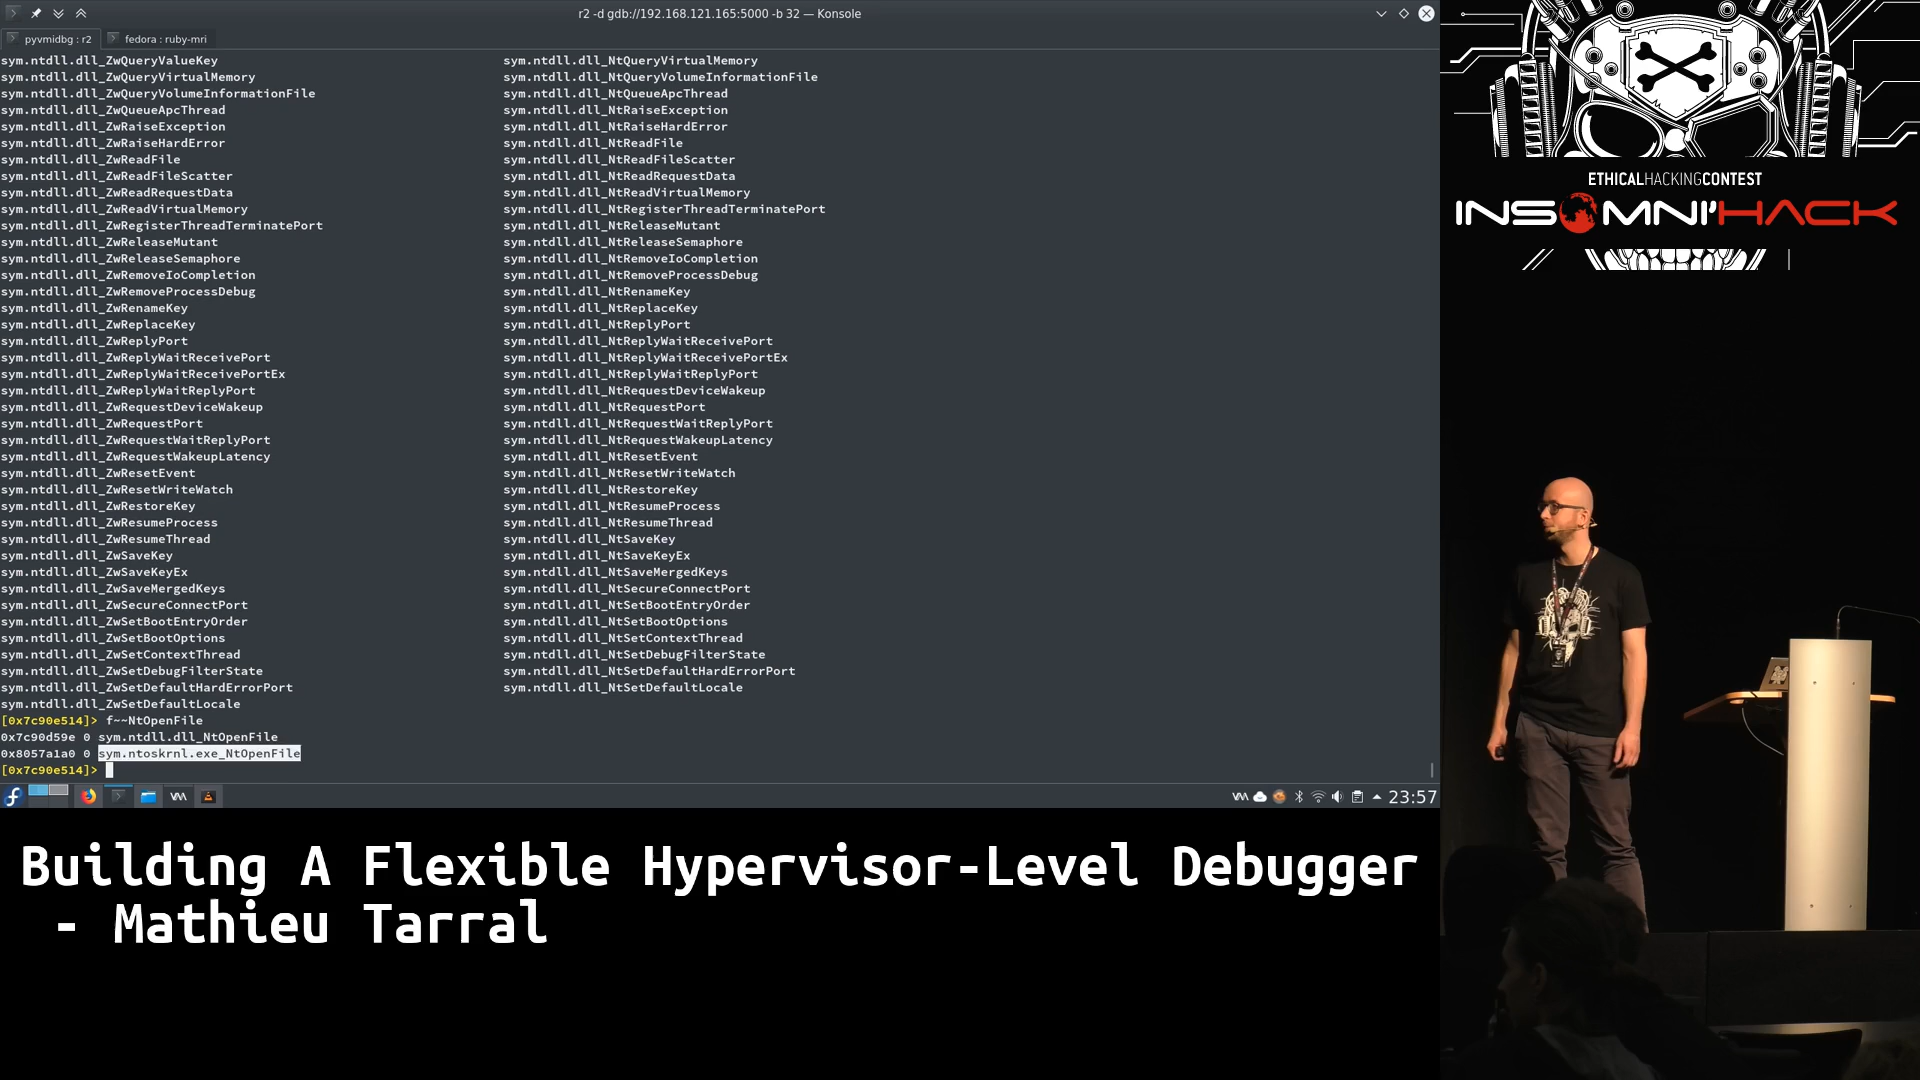 r2 -d gdb://192.168.121.165:5000 -b 32 — Konsole
pyvmidbg : r2 fedora : ruby-mri
sym.ntdll.dll_ZwQueryValueKey sym.ntdll.dll_NtQueryVirtualMemory
sym.ntdll.dll_ZwQueryVirtualMemory sym.ntdll.dll_NtQueryVolumeInformationFile
sym.ntdll.dll_ZwQueryVolumeInformationFile sym.ntdll.dll_NtQueueApcThread
sym.ntdll.dll_ZwQueueApcThread sym.ntdll.dll_NtRaiseException
sym.ntdll.dll_ZwRaiseException sym.ntdll.dll_NtRaiseHardError
sym.ntdll.dll_ZwRaiseHardError sym.ntdll.dll_NtReadFile
sym.ntdll.dll_ZwReadFile sym.ntdll.dll_NtReadFileScatter
sym.ntdll.dll_ZwReadFileScatter sym.ntdll.dll_NtReadRequestData
sym.ntdll.dll_ZwReadRequestData sym.ntdll.dll_NtReadVirtualMemory
sym.ntdll.dll_ZwReadVirtualMemory sym.ntdll.dll_NtRegisterThreadTerminatePort
sym.ntdll.dll_ZwRegisterThreadTerminatePort sym.ntdll.dll_NtReleaseMutant
sym.ntdll.dll_ZwReleaseMutant sym.ntdll.dll_NtReleaseSemaphore
sym.ntdll.dll_ZwReleaseSemaphore sym.ntdll.dll_NtRemoveIoCompletion
sym.ntdll.dll_ZwRemoveIoCompletion sym.ntdll.dll_NtRemoveProcessDebug
sym.ntdll.dll_ZwRemoveProcessDebug sym.ntdll.dll_NtRenameKey
sym.ntdll.dll_ZwRenameKey sym.ntdll.dll_NtReplaceKey
sym.ntdll.dll_ZwReplaceKey sym.ntdll.dll_NtReplyPort
sym.ntdll.dll_ZwReplyPort sym.ntdll.dll_NtReplyWaitReceivePort
sym.ntdll.dll_ZwReplyWaitReceivePort sym.ntdll.dll_NtReplyWaitReceivePortEx
sym.ntdll.dll_ZwReplyWaitReceivePortEx sym.ntdll.dll_NtReplyWaitReplyPort
sym.ntdll.dll_ZwReplyWaitReplyPort sym.ntdll.dll_NtRequestDeviceWakeup
sym.ntdll.dll_ZwRequestDeviceWakeup sym.ntdll.dll_NtRequestPort
sym.ntdll.dll_ZwRequestPort sym.ntdll.dll_NtRequestWaitReplyPort
sym.ntdll.dll_ZwRequestWaitReplyPort sym.ntdll.dll_NtRequestWakeupLatency
sym.ntdll.dll_ZwRequestWakeupLatency sym.ntdll.dll_NtResetEvent
sym.ntdll.dll_ZwResetEvent sym.ntdll.dll_NtResetWriteWatch
sym.ntdll.dll_ZwResetWriteWatch sym.ntdll.dll_NtRestoreKey
sym.ntdll.dll_ZwRestoreKey sym.ntdll.dll_NtResumeProcess
sym.ntdll.dll_ZwResumeProcess sym.ntdll.dll_NtResumeThread
sym.ntdll.dll_ZwResumeThread sym.ntdll.dll_NtSaveKey
sym.ntdll.dll_ZwSaveKey sym.ntdll.dll_NtSaveKeyEx
sym.ntdll.dll_ZwSaveKeyEx sym.ntdll.dll_NtSaveMergedKeys
sym.ntdll.dll_ZwSaveMergedKeys sym.ntdll.dll_NtSecureConnectPort
sym.ntdll.dll_ZwSecureConnectPort sym.ntdll.dll_NtSetBootEntryOrder
sym.ntdll.dll_ZwSetBootEntryOrder sym.ntdll.dll_NtSetBootOptions
sym.ntdll.dll_ZwSetBootOptions sym.ntdll.dll_NtSetContextThread
sym.ntdll.dll_ZwSetContextThread sym.ntdll.dll_NtSetDebugFilterState
sym.ntdll.dll_ZwSetDebugFilterState sym.ntdll.dll_NtSetDefaultHardErrorPort
sym.ntdll.dll_ZwSetDefaultHardErrorPort sym.ntdll.dll_NtSetDefaultLocale
sym.ntdll.dll_ZwSetDefaultLocale
[0x7c90e514]> f~~NtOpenFile
0x7c90d59e 0 sym.ntdll.dll_NtOpenFile
0x8057a1a0 0 sym.ntoskrnl.exe_NtOpenFile
[0x7c90e514]>
23:57
ETHICALHACKINGCONTEST
INSOMNI'HACK
Building A Flexible Hypervisor-Level Debugger
- Mathieu Tarral